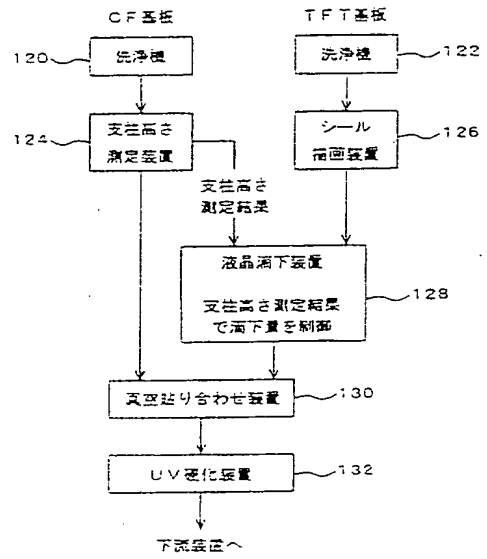 CF基板
TFT基板
120
洗浄機
洗浄機
122
124
支柱高さ
測定装置
シール
描画装置
126
支柱高さ
測定結果
液晶滴下装置
支柱高さ測定結果
で滴下量を制御
128
真空貼り合わせ装置
130
UV硬化装置
132
下流装置へ